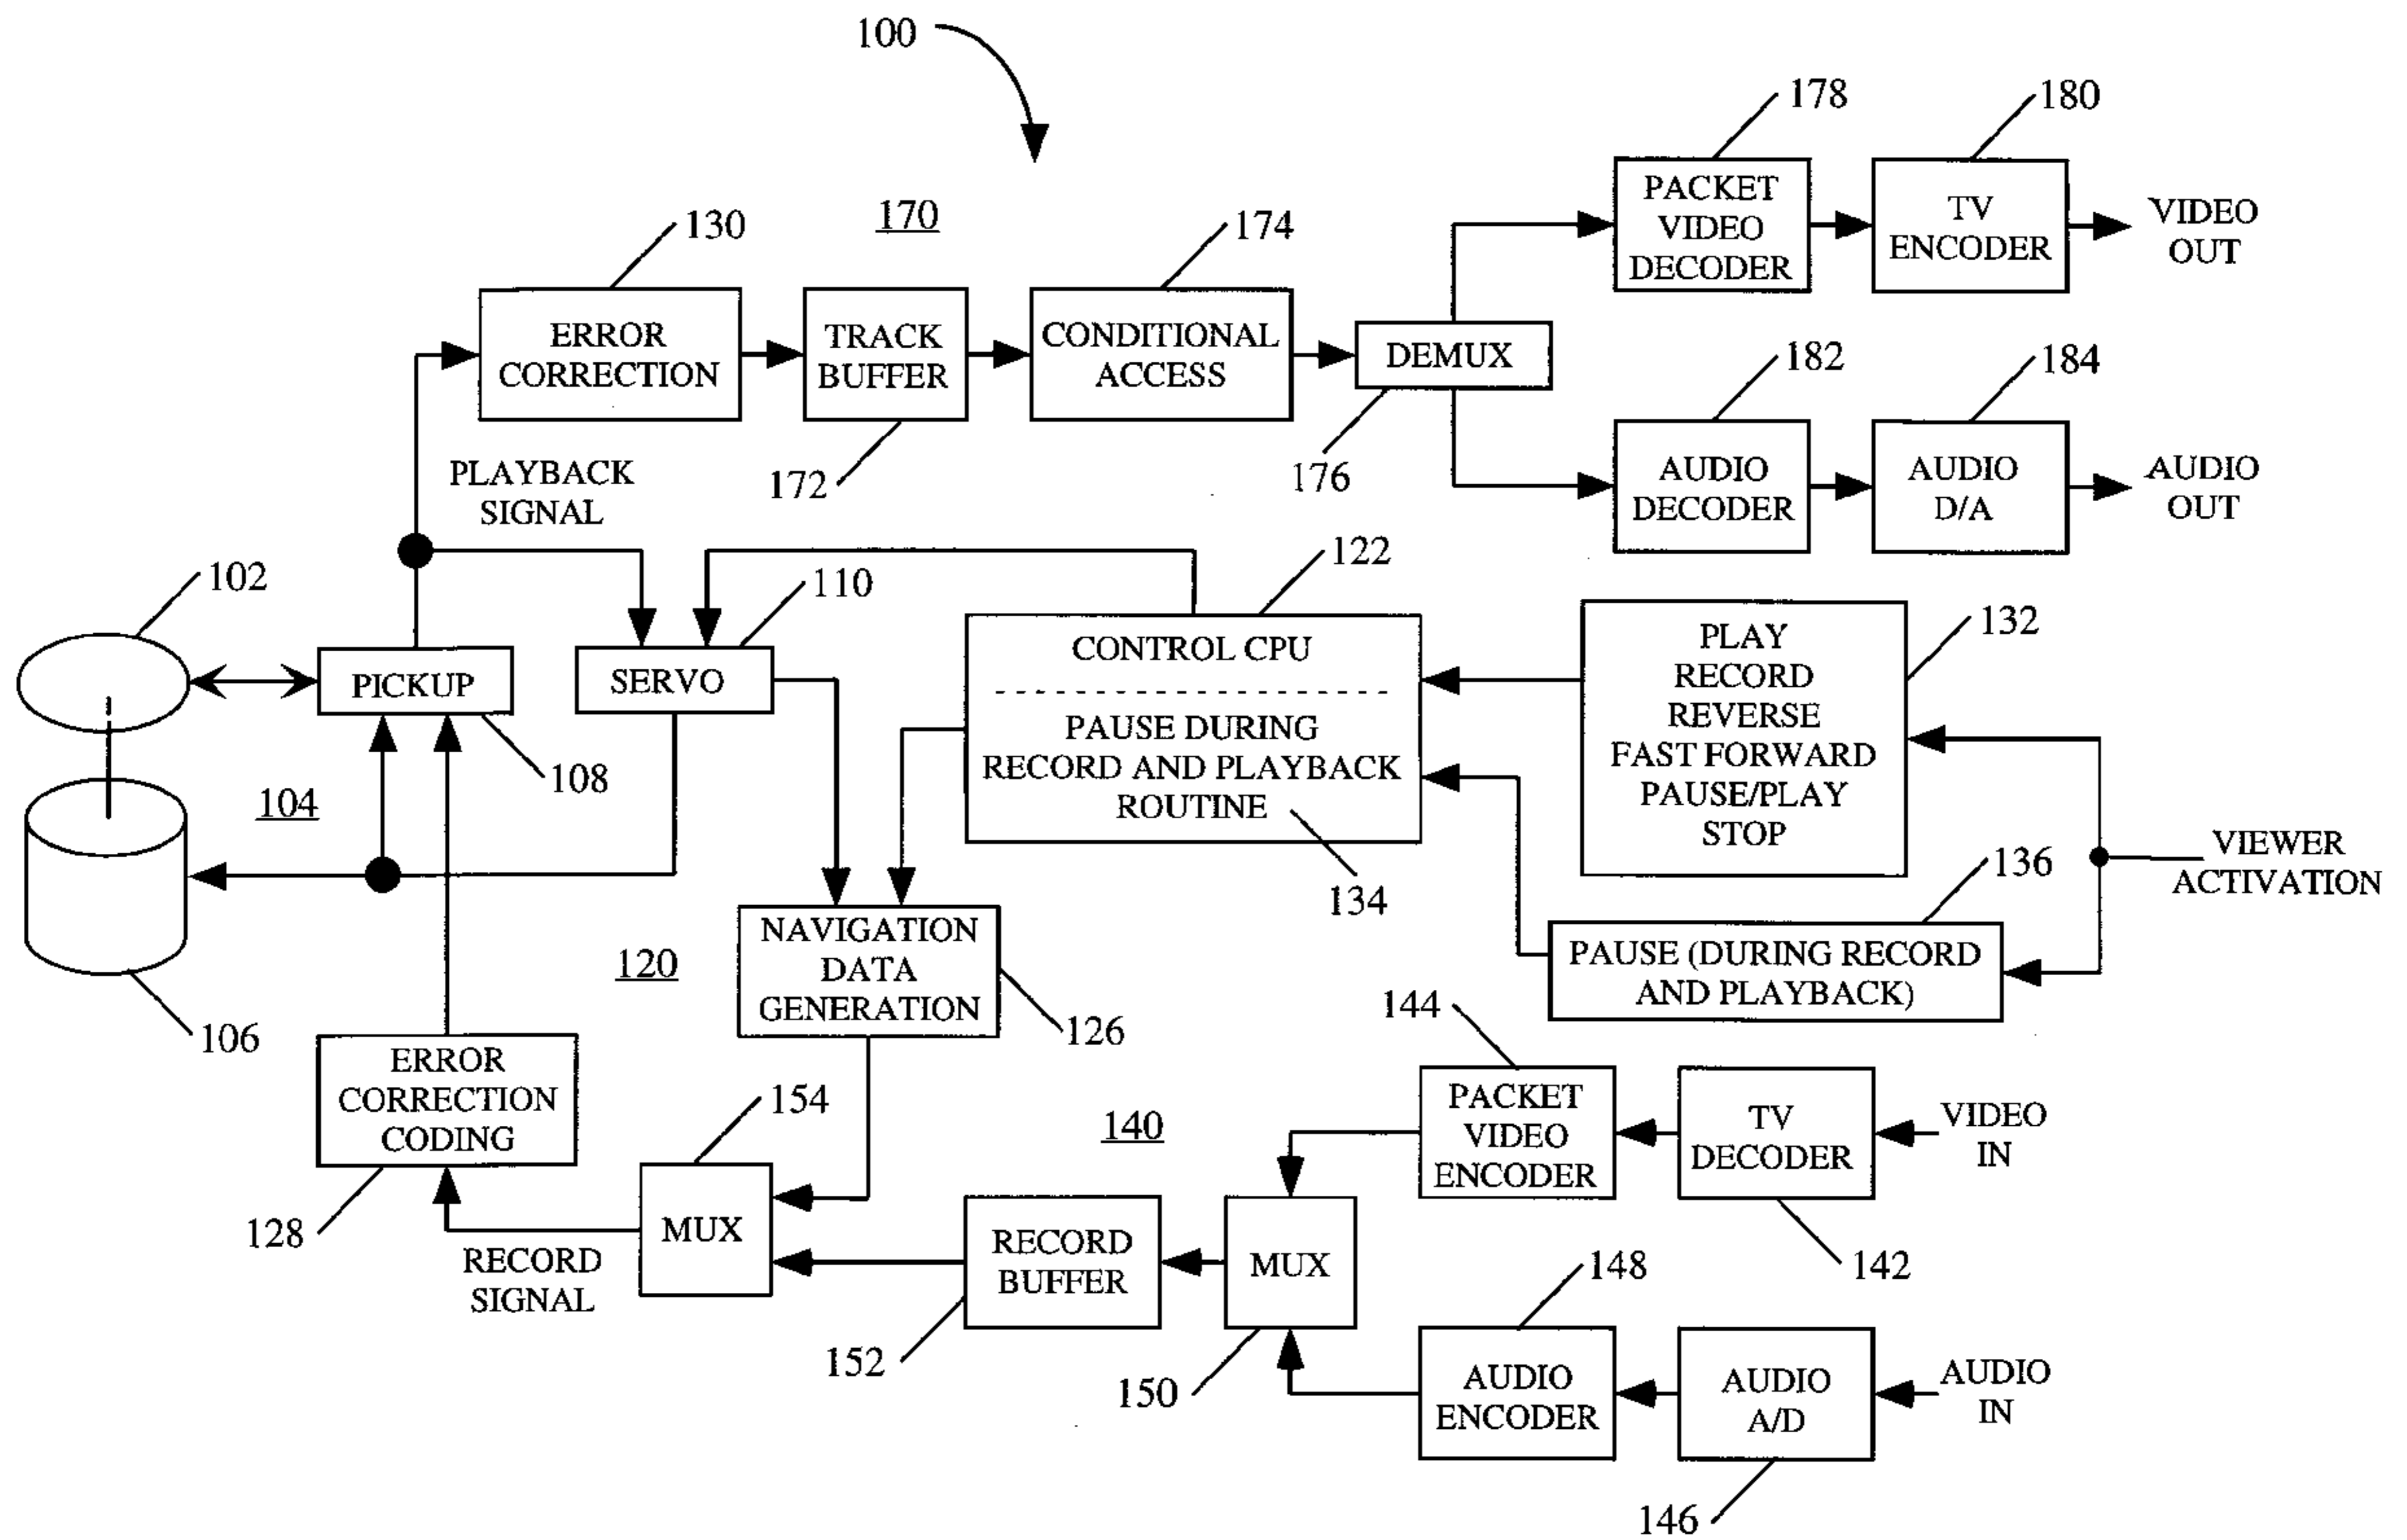 100
178
180
PACKET
VIDEO
DECODER
TV
ENCODER
VIDEO
OUT
130
170
174
ERROR
CORRECTION
TRACK
BUFFER
CONDITIONAL
ACCESS
DEMUX
172
176
182
184
AUDIO
DECODER
AUDIO
D/A
AUDIO
OUT
PLAYBACK
SIGNAL
102
110
122
132
PICKUP
SERVO
CONTROL CPU
PAUSE DURING
RECORD AND PLAYBACK
ROUTINE
PLAY
RECORD
REVERSE
FAST FORWARD
PAUSE/PLAY
STOP
104
108
134
136
VIEWER
ACTIVATION
PAUSE (DURING RECORD
AND PLAYBACK)
106
120
NAVIGATION
DATA
GENERATION
126
144
ERROR
CORRECTION
CODING
128
154
140
PACKET
VIDEO
ENCODER
TV
DECODER
VIDEO
IN
142
RECORD
SIGNAL
MUX
RECORD
BUFFER
152
MUX
150
148
AUDIO
ENCODER
AUDIO
A/D
AUDIO
IN
146